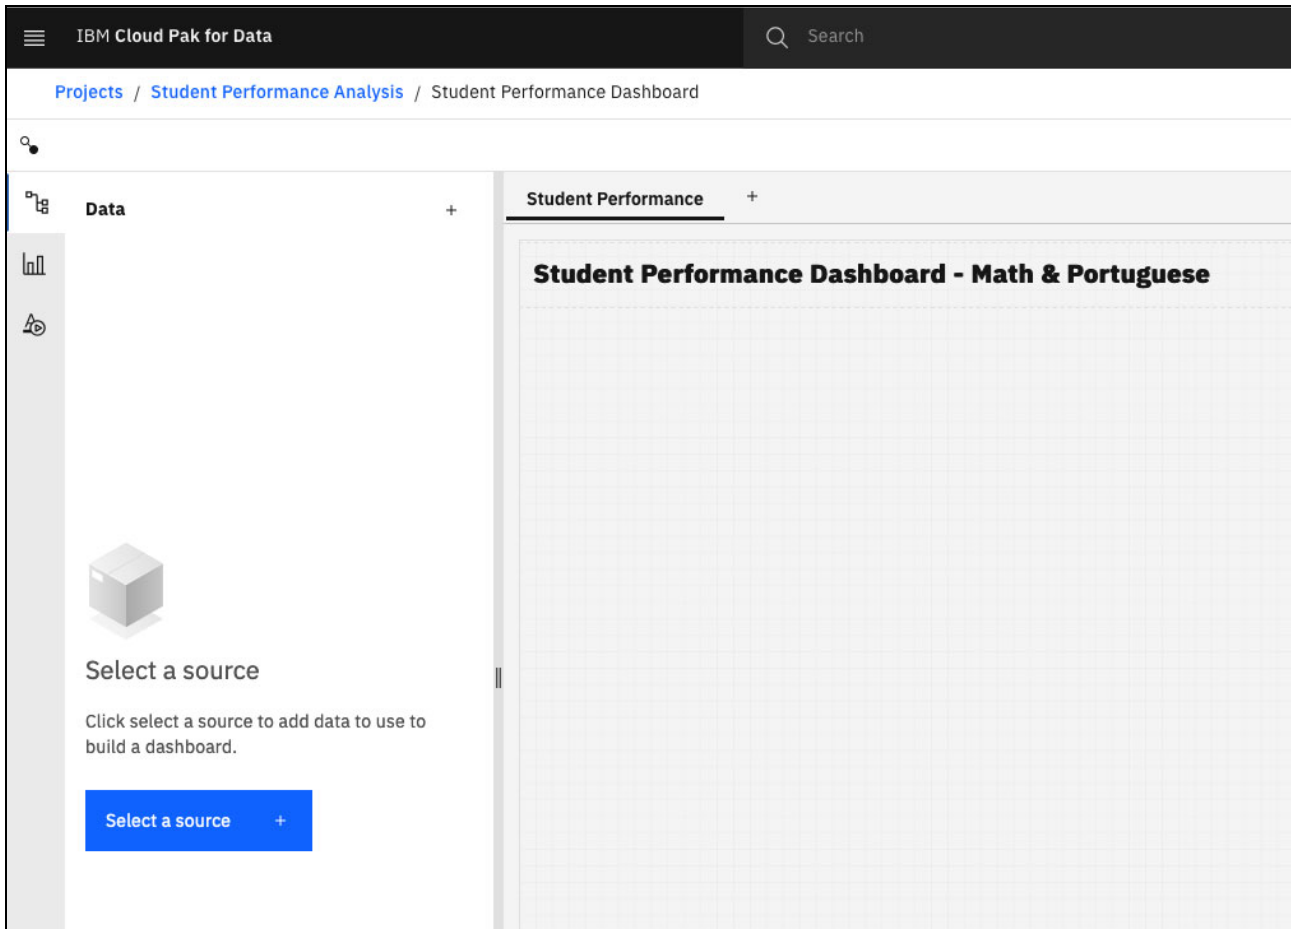 IBM Cloud Pak for Data
Search
Projects / Student Performance Analysis / Student Performance Dashboard
Data +
Student Performance +
Student Performance Dashboard - Math & Portuguese
Select a source
Click select a source to add data to use to
build a dashboard.
Select a source +